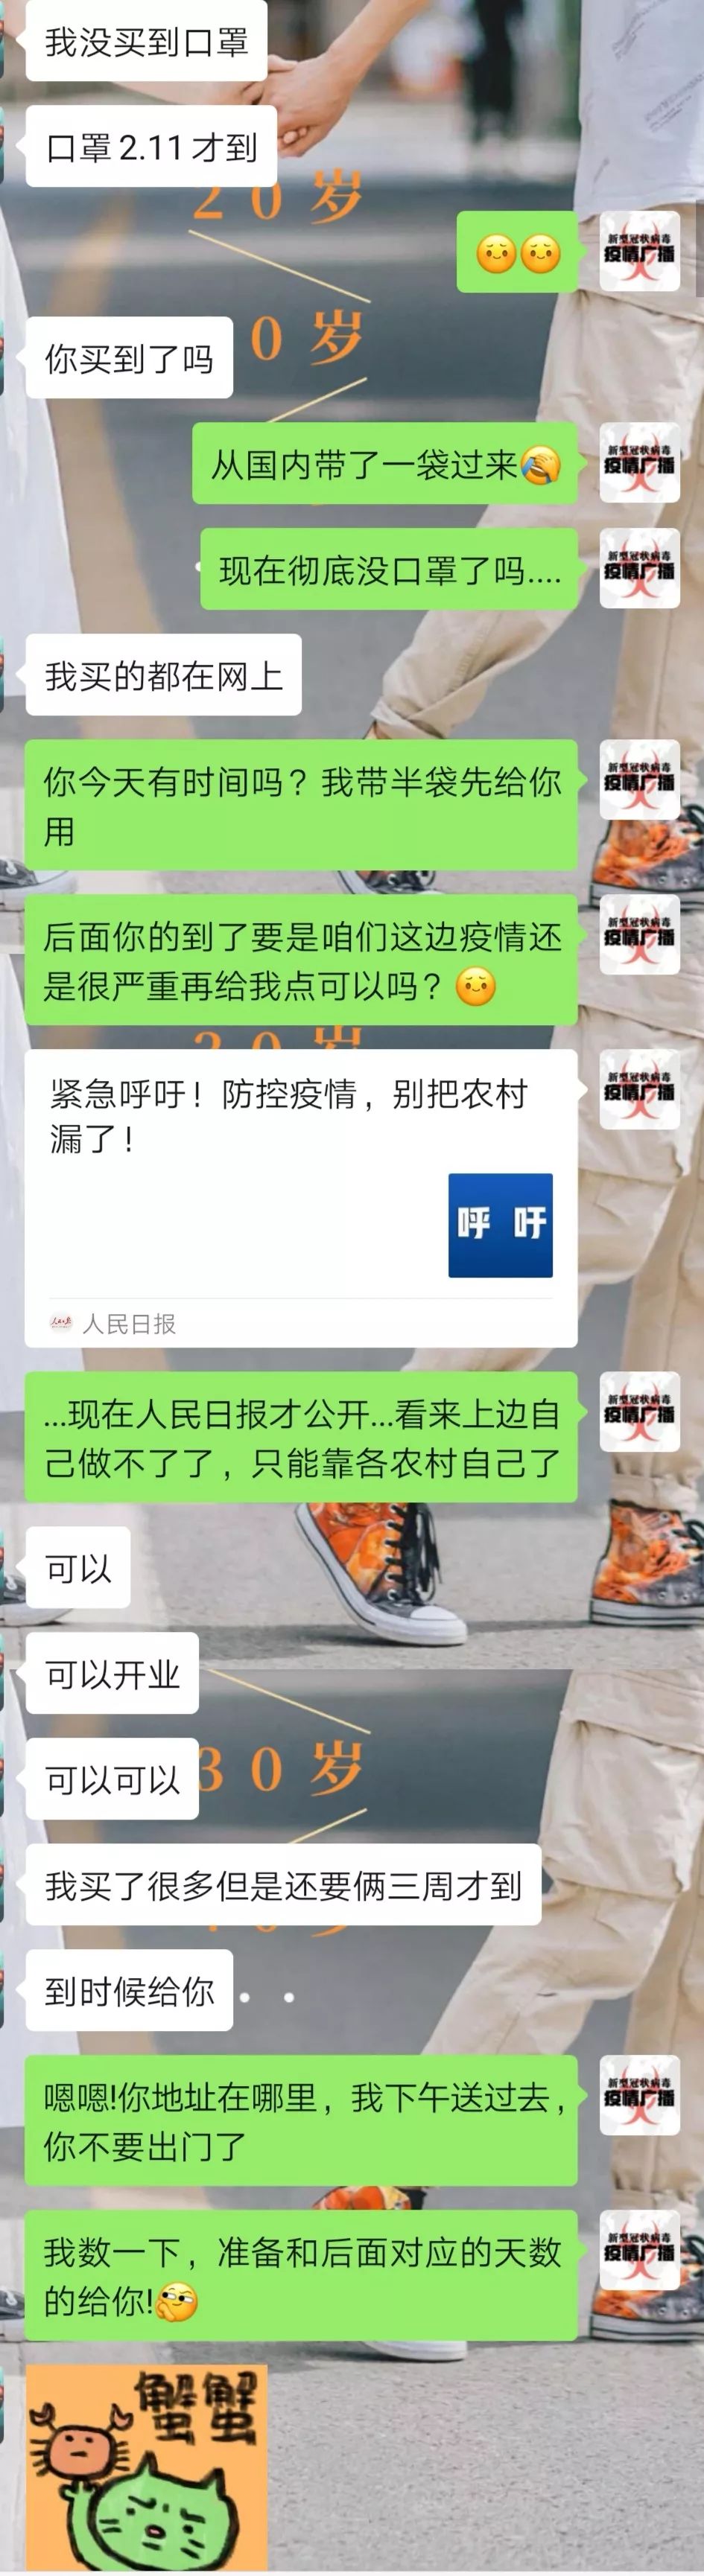 我没买到口罩
口罩2.11才到
20岁
新型冠状病毒
疫情广播
0岁
你买到了吗
从国内带了一袋过来
新型冠状病毒
疫情广播
现在彻底没口罩了吗....
新型冠状病毒
疫情广播
我买的都在网上
你今天有时间吗？我带半袋先给你
用
新型冠状病毒
疫情广播
后面你的到了要是咱们这边疫情还
是很严重再给我点可以吗？
新型冠状病毒
疫情广播
紧急呼吁！防控疫情，别把农村
漏了！
呼 吁
人民日报
新型冠状病毒
疫情广播
...现在人民日报才公开...看来上边自
己做不了了，只能靠各农村自己了
新型冠状病毒
疫情广播
可以
可以开业
可以可以
30岁
我买了很多但是还要俩三周才到
到时候给你
嗯嗯!你地址在哪里，我下午送过去，
你不要出门了
新型冠状病毒
疫情广播
我数一下，准备和后面对应的天数
的给你!
新型冠状病毒
疫情广播
蟹蟹